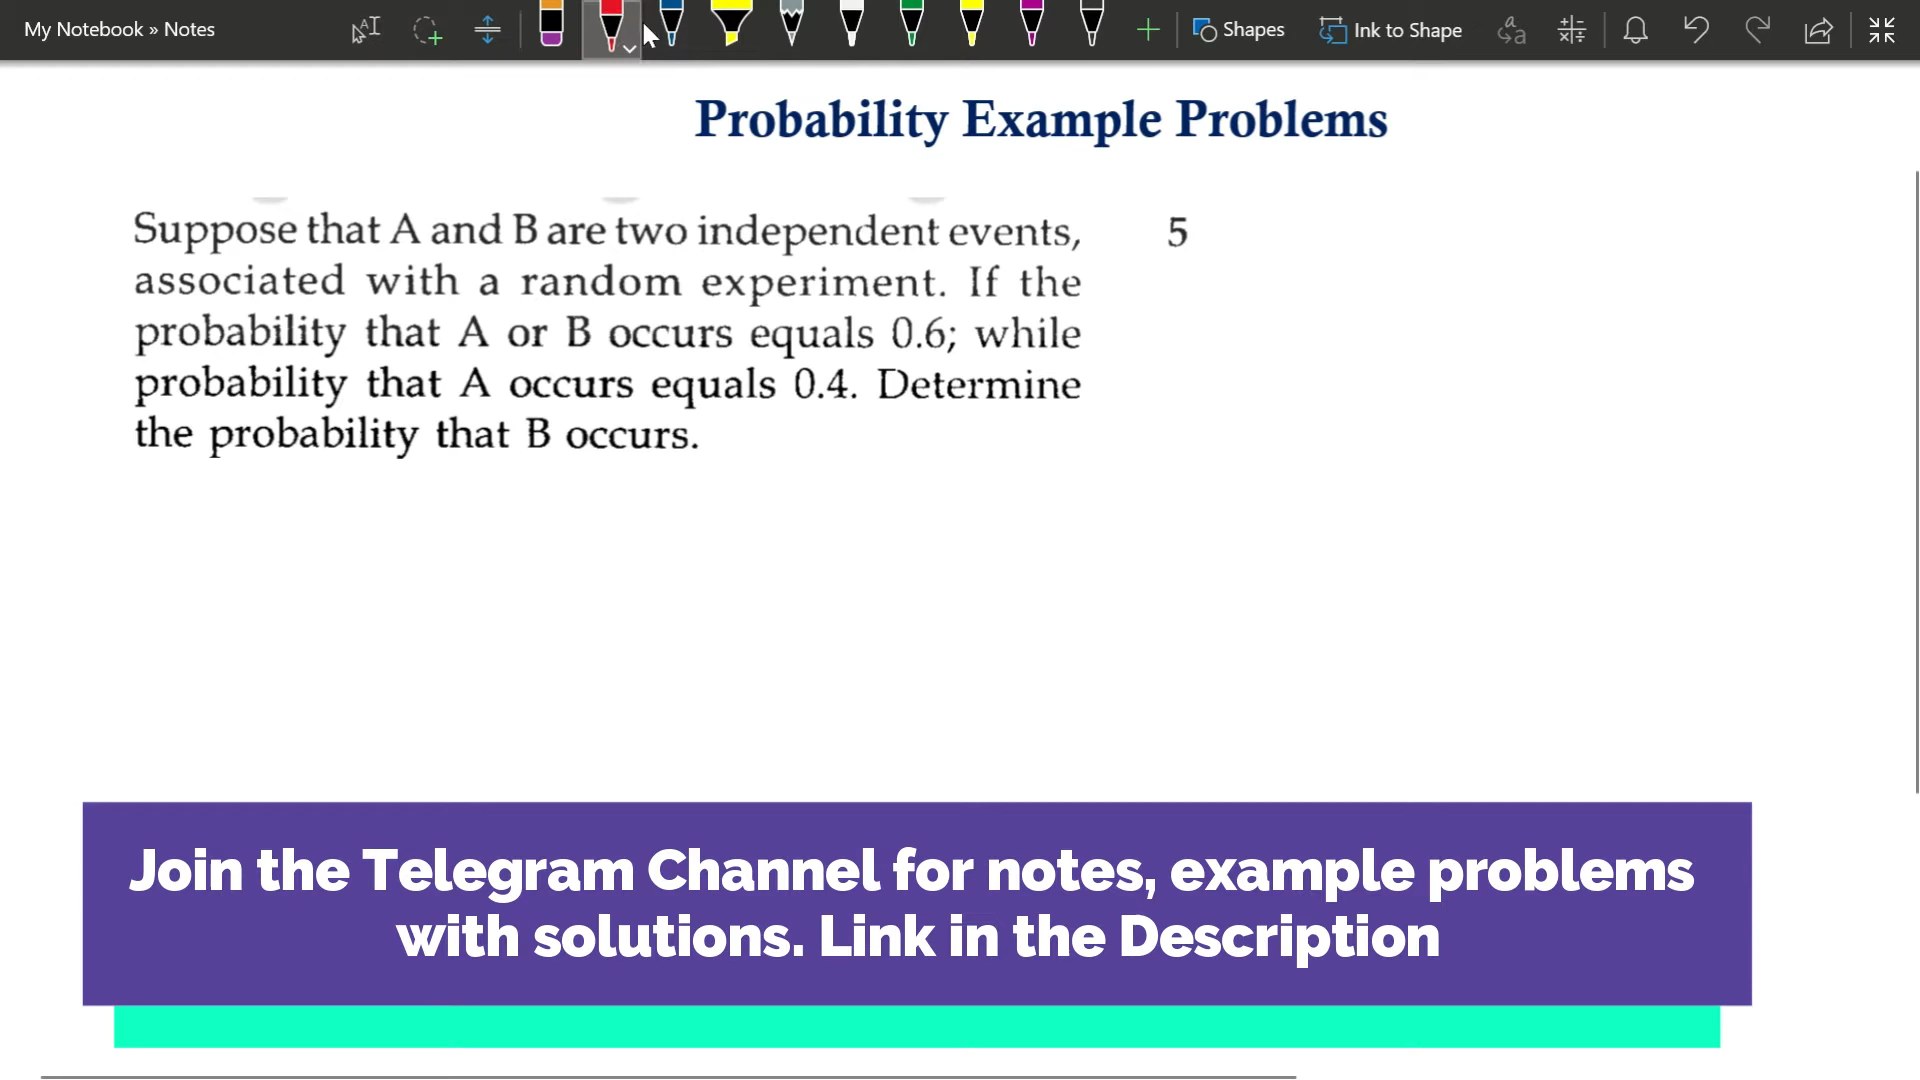 My Notebook » Notes
Shapes
Ink to Shape
Probability Example Problems
Suppose that A and B are two independent events, 5
associated with a random experiment. If the
probability that A or B occurs equals 0.6; while
probability that A occurs equals 0.4. Determine
the probability that B occurs.
Join the Telegram Channel for notes, example problems
with solutions. Link in the Description